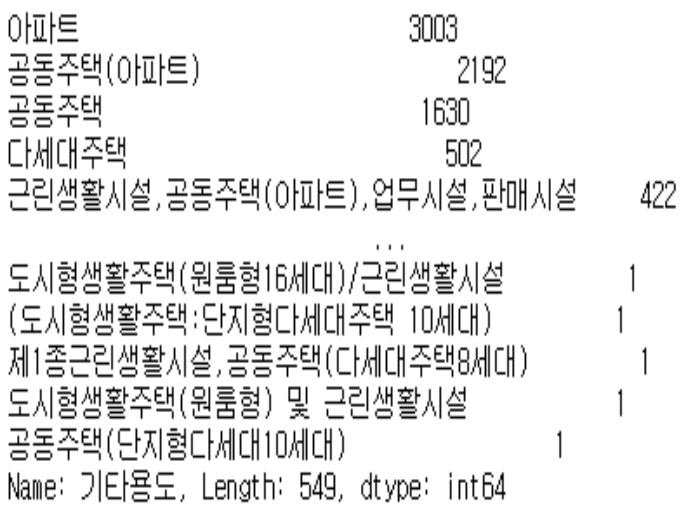 아파트 3003
공동주택(아파트) 2192
공동주택 1630
다세대주택 502
근린생활시설,공동주택(아파트),업무시설,판매시설 422
...
도시형생활주택(원룸형16세대)/근린생활시설 1
(도시형생활주택:단지형다세대주택 10세대) 1
제1종근린생활시설,공동주택(다세대주택8세대) 1
도시형생활주택(원룸형) 및 근린생활시설 1
공동주택(단지형다세대10세대) 1
Name: 기타용도, Length: 549, dtype: int64